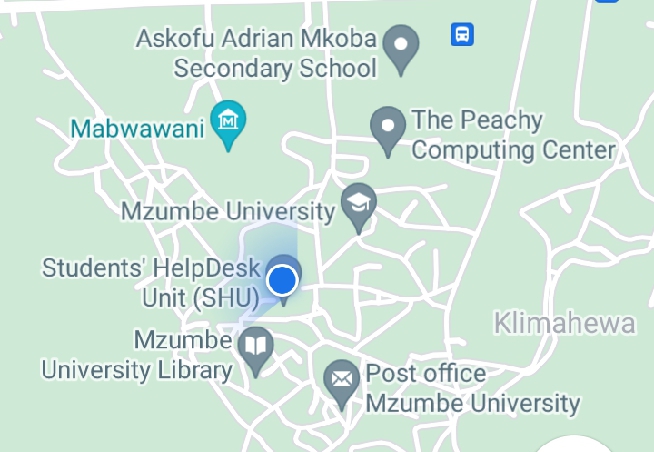 Askofu Adrian Mkoba
Secondary School
Mabwawani
The Peachy
Computing Center
Mzumbe University
Students' HelpDesk
Unit (SHU)
Klimahewa
Mzumbe
University Library
Post office
Mzumbe University